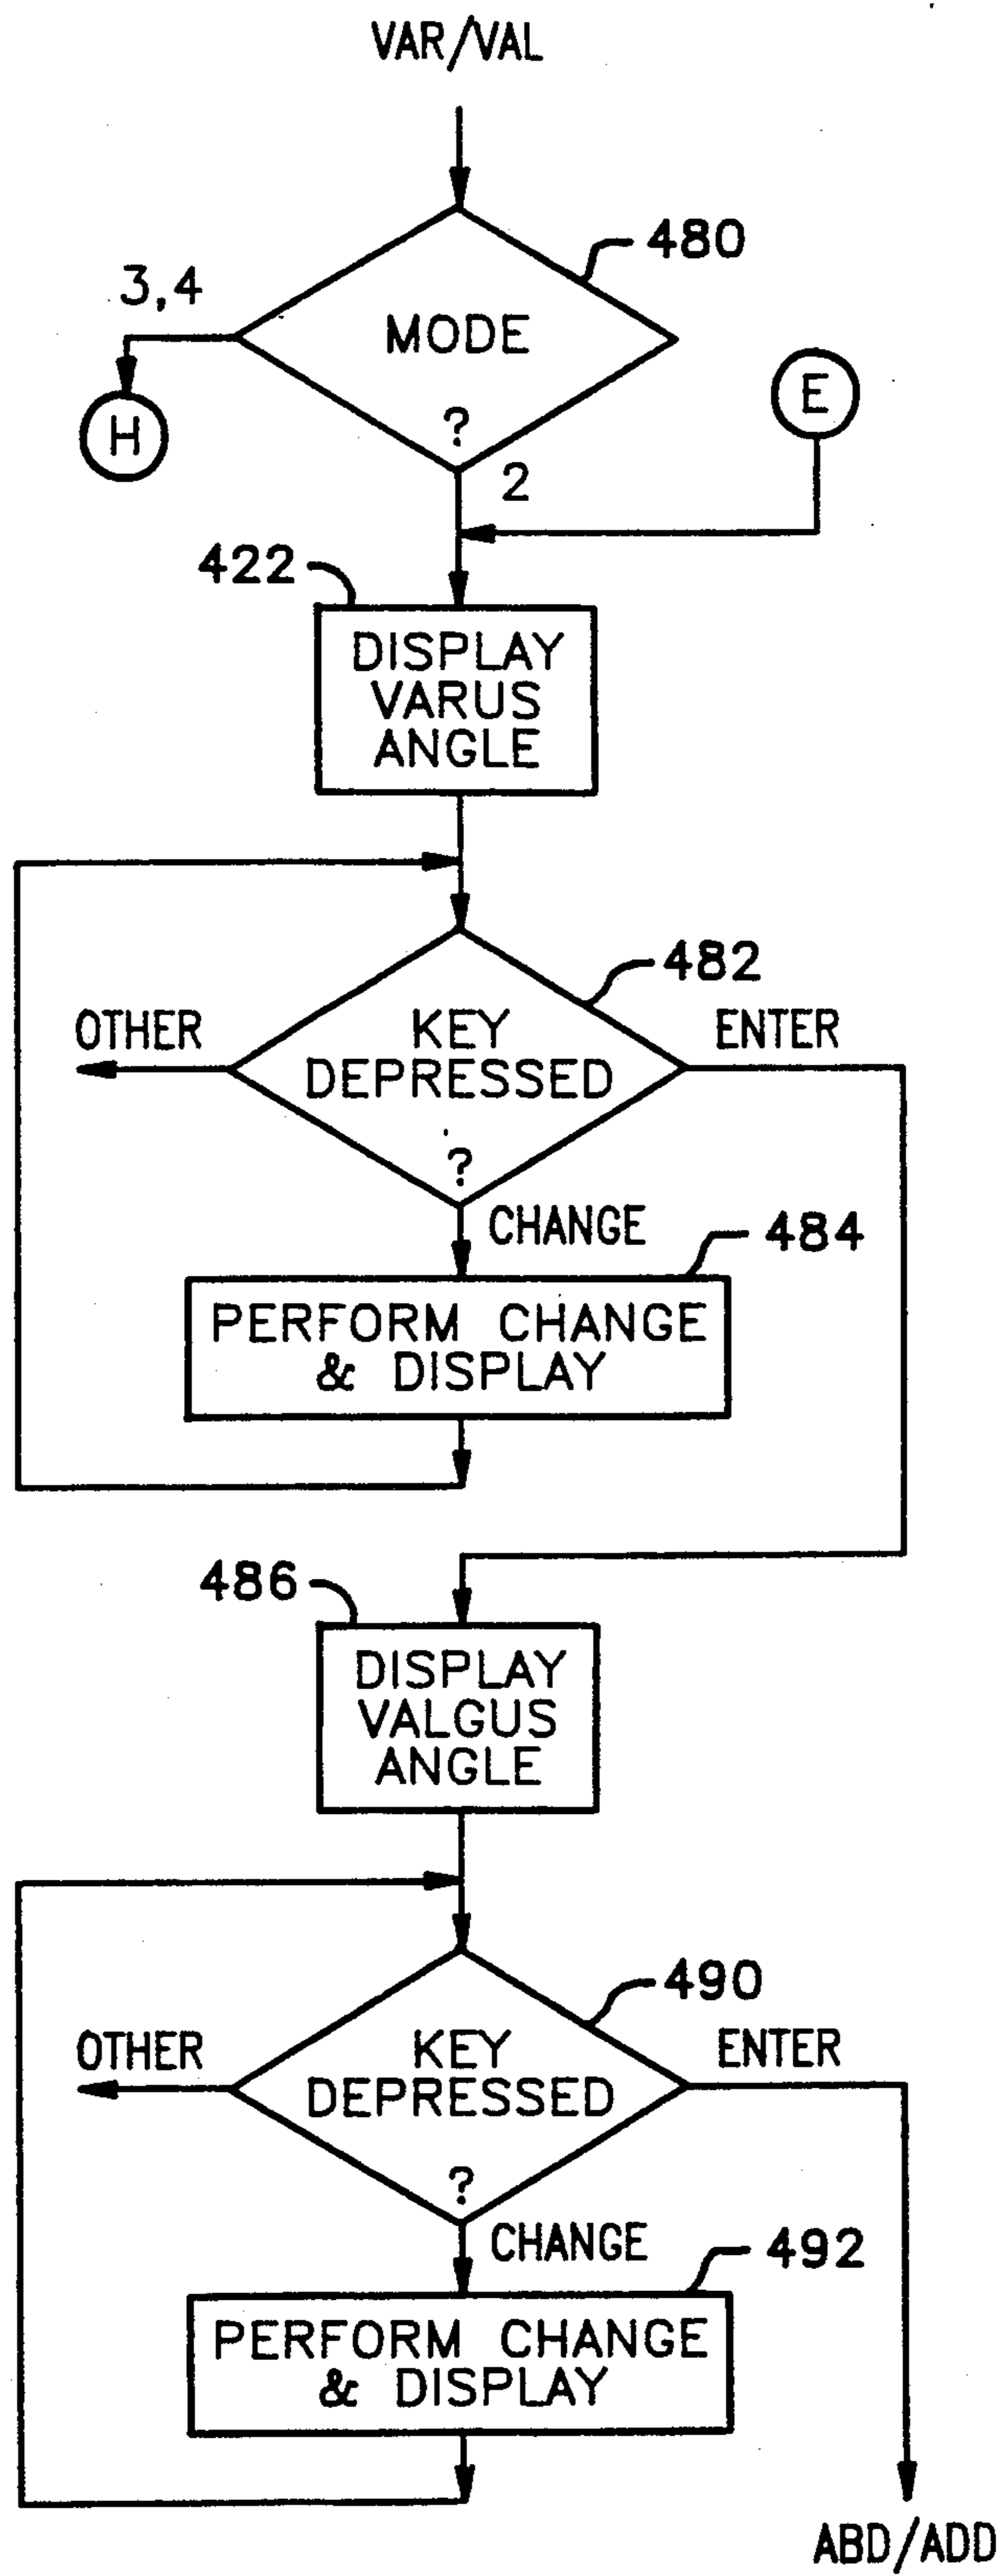 VAR/VAL
480
3,4
MODE
?
H
E
2
422
DISPLAY
VARUS
ANGLE
482
OTHER
KEY
DEPRESSED
?
ENTER
CHANGE
484
PERFORM CHANGE
& DISPLAY
486
DISPLAY
VALGUS
ANGLE
490
OTHER
KEY
DEPRESSED
?
ENTER
CHANGE
492
PERFORM CHANGE
& DISPLAY
ABD/ADD